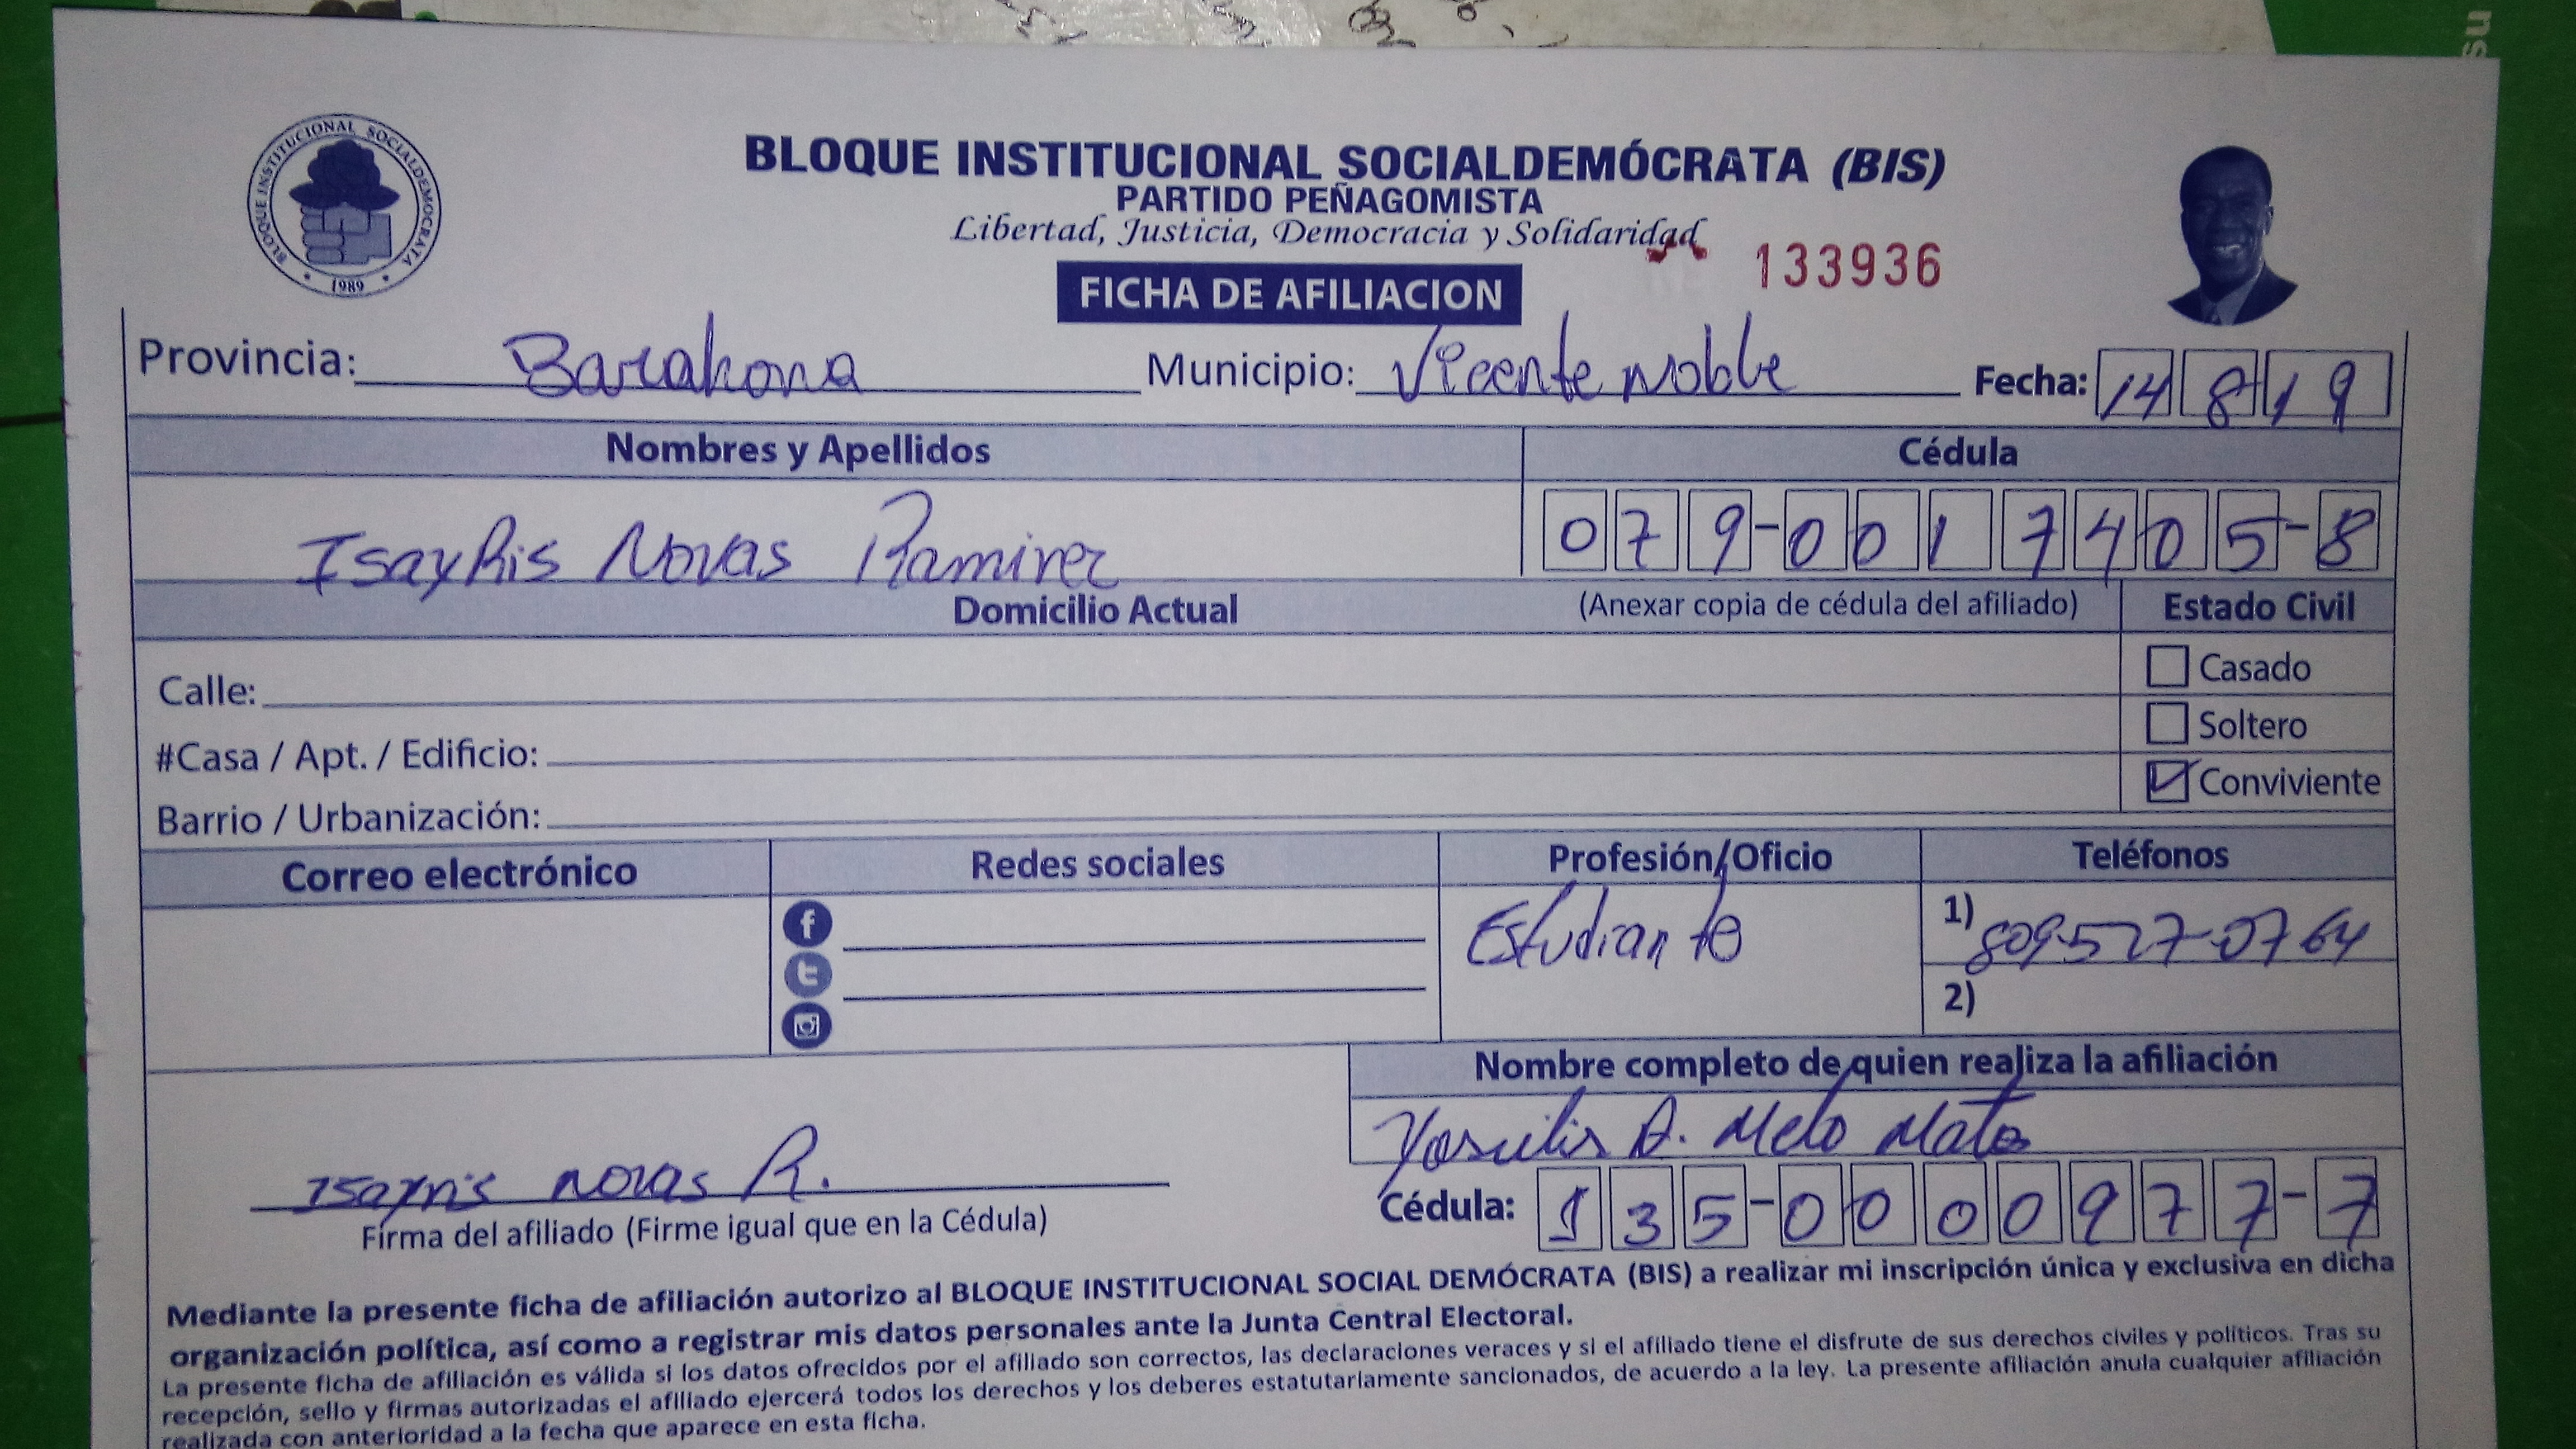 BLOQUE INSTITUCIONAL SOCIALDEMOCRATA
1989
BLOQUE INSTITUCIONAL SOCIALDEMÓCRATA (BIS)
PARTIDO PEÑAGOMISTA
Libertad, Justicia, Democracia y Solidaridad
133936
FICHA DE AFILIACION
Provincia: Barahona Municipio: Vicente Noble Fecha: 14 8 19
Nombres y Apellidos Cédula
Novas Ramirez 079-0017405-8
Domicilio Actual (Anexar copia de cédula del afiliado) Estado Civil
Calle: Casado
#Casa / Apt. / Edificio: Soltero
Barrio / Urbanización: Conviviente
Correo electrónico Redes sociales Profesión/Oficio Teléfonos
Estudiante 1) 809-527-0764
2)
Nombre completo de quien realiza la afiliación
A. Melo Matos
Isayris Novas R. Cédula: 135-0000977-7
Firma del afiliado (Firme igual que en la Cédula)
Mediante la presente ficha de afiliación autorizo al BLOQUE INSTITUCIONAL SOCIAL DEMÓCRATA (BIS) a realizar mi inscripción única y exclusiva en dicha
organización política, así como a registrar mis datos personales ante la Junta Central Electoral.
La presente ficha de afiliación es válida si los datos ofrecidos por el afiliado son correctos, las declaraciones veraces y si el afiliado tiene el disfrute de sus derechos civiles y políticos. Tras su
recepción, sello y firmas autorizadas el afiliado ejercerá todos los derechos y los deberes estatutariamente sancionados, de acuerdo a la ley. La presente afiliación anula cualquier afiliación
realizada con anterioridad a la fecha que aparece en esta ficha.